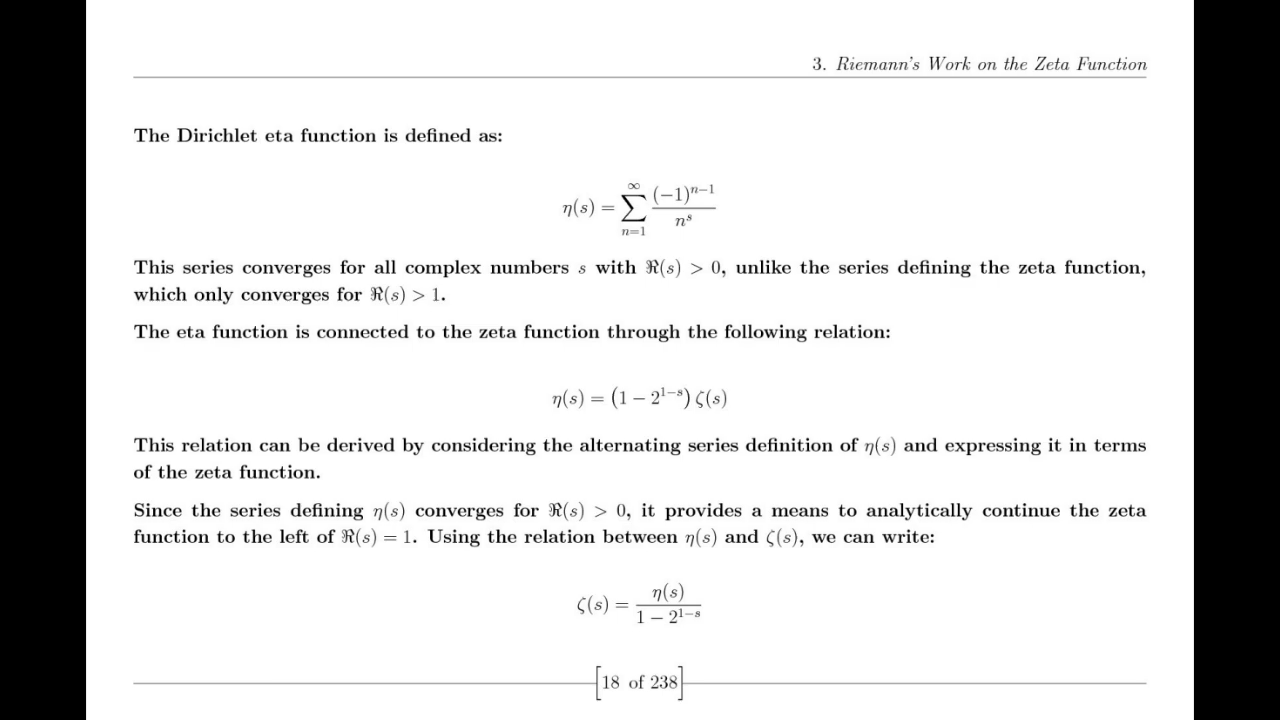 3. Riemann's Work on the Zeta Function
The Dirichlet eta function is defined as:
η(s) = ∑_{n=1}^{∞} \frac{(−1)^{n−1}}{n^s}
This series converges for all complex numbers s with ℜ(s) > 0, unlike the series defining the zeta function,
which only converges for ℜ(s) > 1.
The eta function is connected to the zeta function through the following relation:
η(s) = (1 − 2^{1−s}) ζ(s)
This relation can be derived by considering the alternating series definition of η(s) and expressing it in terms
of the zeta function.
Since the series defining η(s) converges for ℜ(s) > 0, it provides a means to analytically continue the zeta
function to the left of ℜ(s) = 1. Using the relation between η(s) and ζ(s), we can write:
ζ(s) = \frac{η(s)}{1 − 2^{1−s}}
[18 of 238]